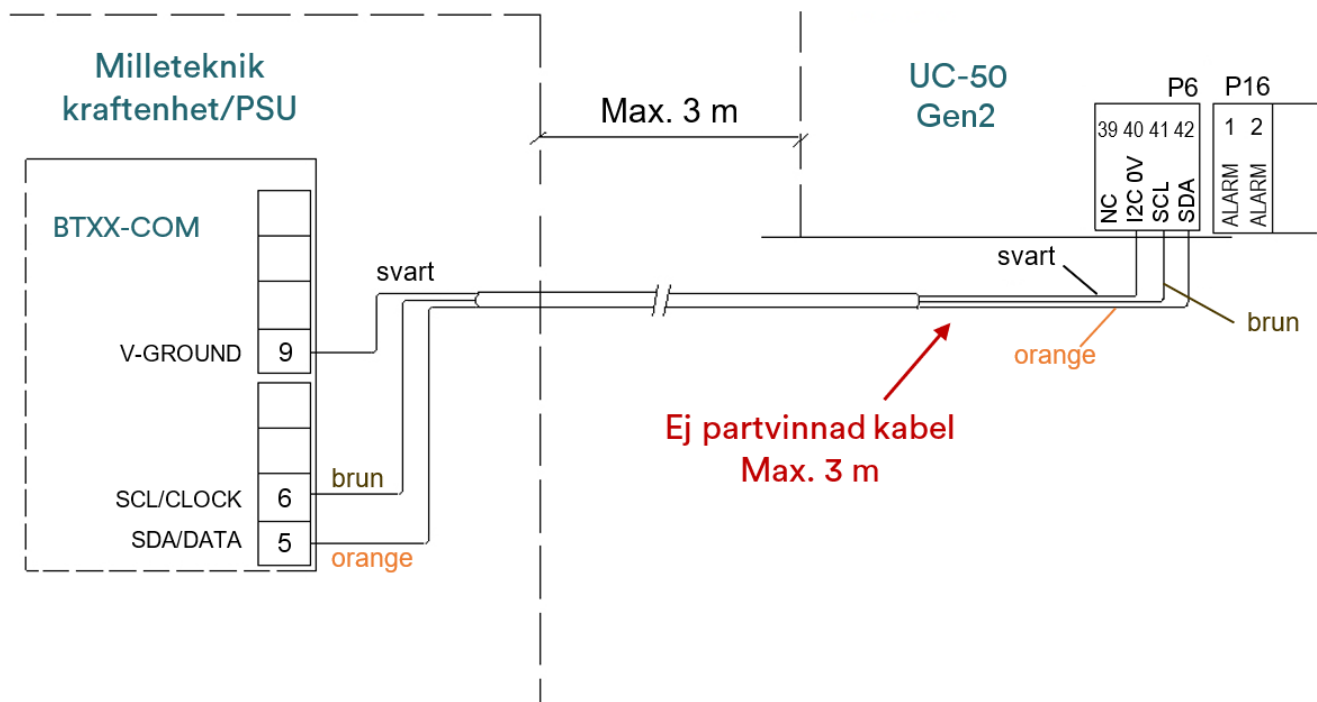 Milleteknik
kraftenhet/PSU
Max. 3 m
UC-50
Gen2
P6
P16
39 40 41 42
1 2
NC
I2C 0V
SCL
SDA
ALARM
ALARM
BTXX-COM
svart
svart
V-GROUND 9
brun
orange
Ej partvinnad kabel
Max. 3 m
brun
SCL/CLOCK 6
SDA/DATA 5
orange